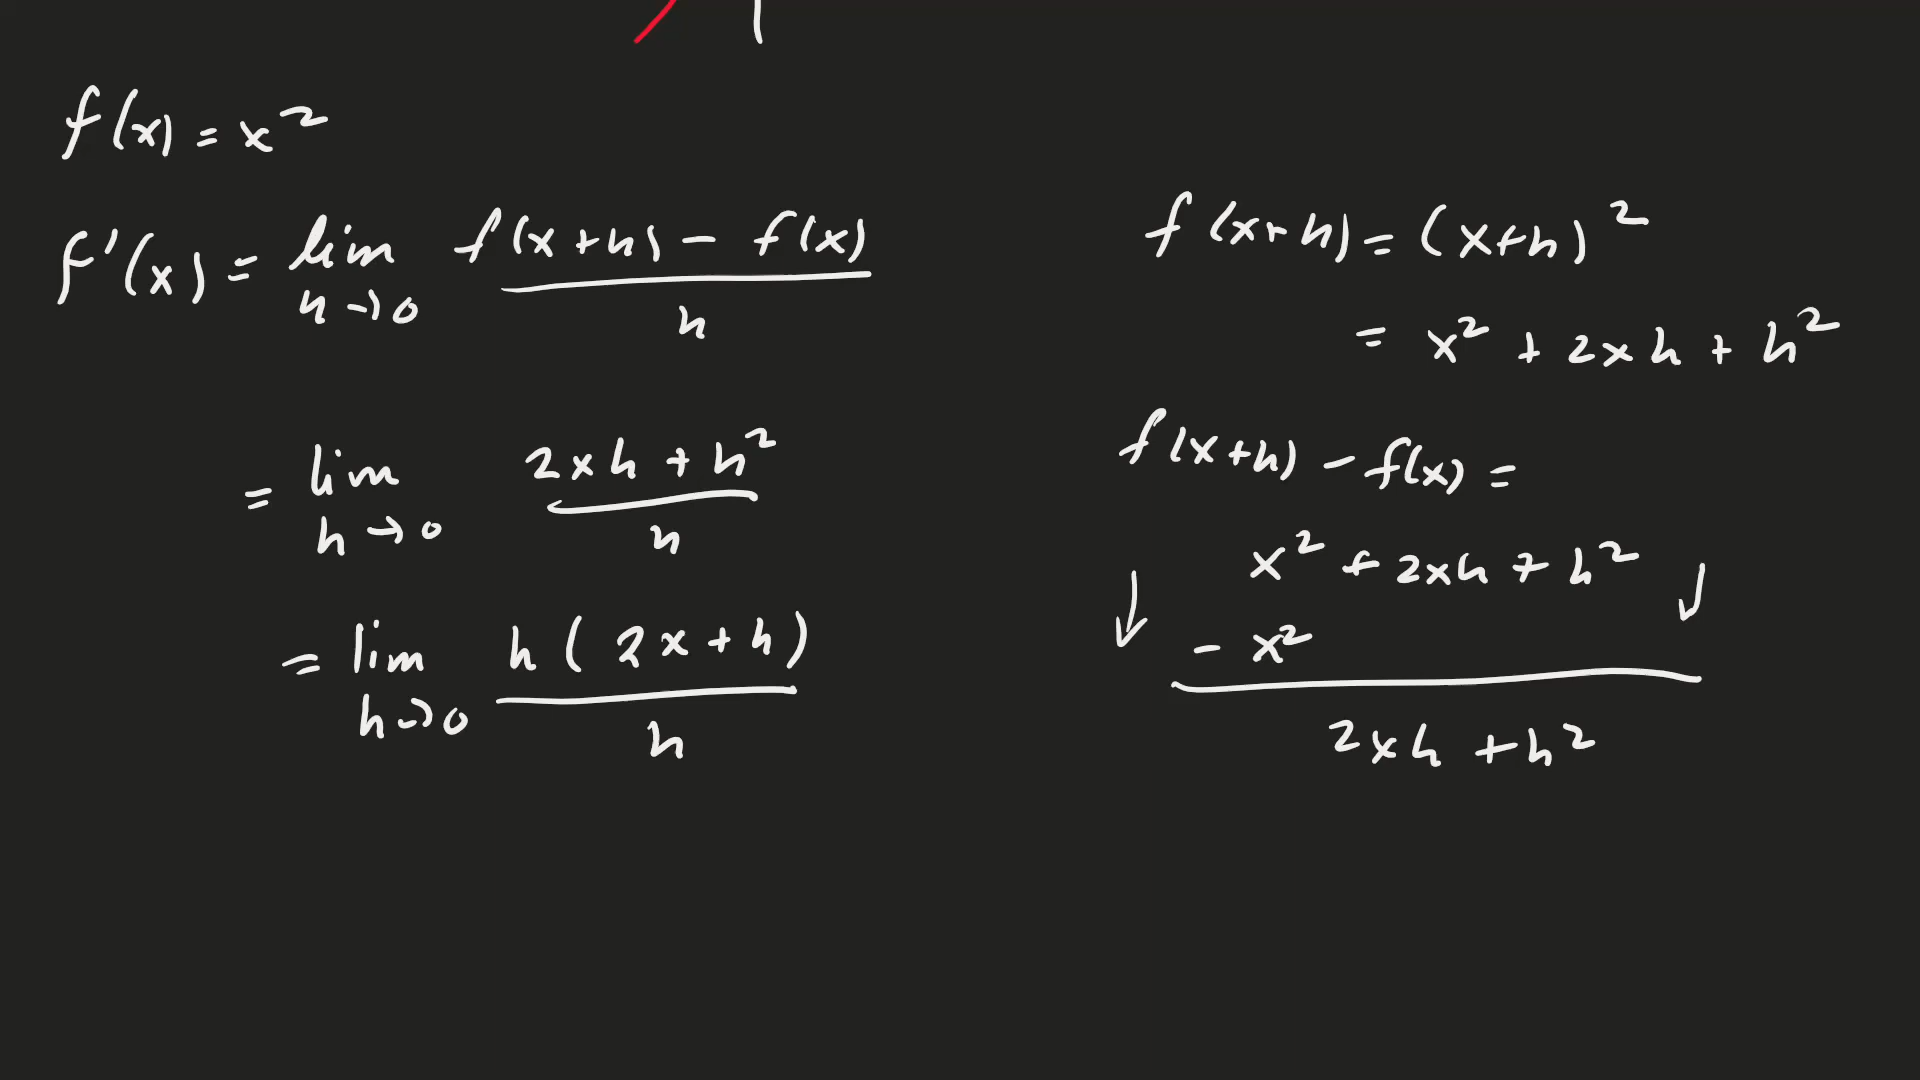 f(x) = x²
f'(x) = lim h→0 (f(x+h) - f(x)) / h
= lim h→0 (2xh + h²) / h
= lim h→0 h(2x + h) / h
f(x+h) = (x+h)²
= x² + 2xh + h²
f(x+h) - f(x) =
x² + 2xh + h²
- x²
2xh + h²